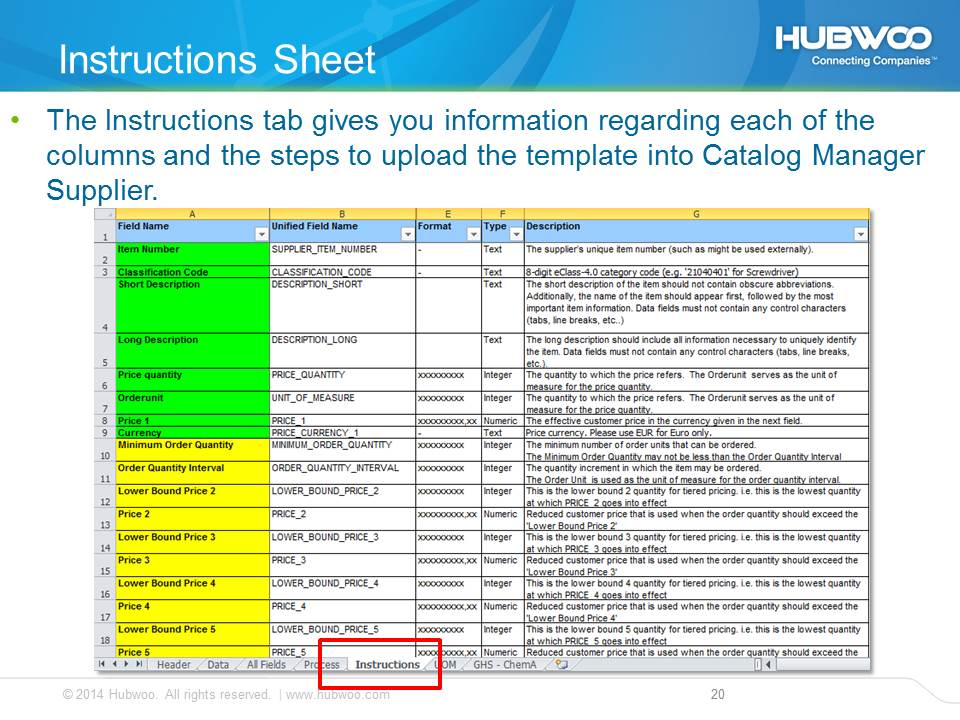 Instructions Sheet
HUBWOO
Connecting Companies™
• The Instructions tab gives you information regarding each of the
columns and the steps to upload the template into Catalog Manager
Supplier.
A B E F G
1 Field Name Unified Field Name Format Type Description
2 Item Number SUPPLIER_ITEM_NUMBER - Text The supplier's unique item number (such as might be used externally).
3 Classification Code CLASSIFICATION_CODE - Text 8-digit eClass-4.0 category code (e.g. '21040401' for Screwdriver)
4 Short Description DESCRIPTION_SHORT Text The short description of the item should not contain obscure abbreviations.
Additionally, the name of the item should appear first, followed by the most
important item information. Data fields must not contain any control characters
(tabs, line breaks, etc..)
5 Long Description DESCRIPTION_LONG Text The long description should include all information necessary to uniquely identify
the item. Data fields must not contain any control characters (tabs, line breaks,
etc.).
6 Price quantity PRICE_QUANTITY xxxxxxxxx Integer The quantity to which the price refers. The Orderunit serves as the unit of
measure for the price quantity.
7 Orderunit UNIT_OF_MEASURE xxxxxxxxx Integer The quantity to which the price refers. The Orderunit serves as the unit of
measure for the price quantity.
8 Price 1 PRICE_1 xxxxxxxxx,xx Numeric The effective customer price in the currency given in the next field.
9 Currency PRICE_CURRENCY_1 - Text Price currency. Please use EUR for Euro only.
10 Minimum Order Quantity MINIMUM_ORDER_QUANTITY xxxxxxxxx Integer The minimum number of order units that can be ordered.
The Minimum Order Quantity may not be less than the Order Quantity Interval
11 Order Quantity Interval ORDER_QUANTITY_INTERVAL xxxxxxxxx Integer The quantity increment in which the item may be ordered.
The Order Unit is used as the unit of measure for the order quantity interval.
12 Lower Bound Price 2 LOWER_BOUND_PRICE_2 xxxxxxxxx Integer This is the lower bound 2 quantity for tiered pricing. i.e. this is the lowest quantity
at which PRICE_2 goes into effect
13 Price 2 PRICE_2 xxxxxxxxx,xx Numeric Reduced customer price that is used when the order quantity should exceed the
'Lower Bound Price 2'
14 Lower Bound Price 3 LOWER_BOUND_PRICE_3 xxxxxxxxx Integer This is the lower bound 3 quantity for tiered pricing. i.e. this is the lowest quantity
at which PRICE_3 goes into effect
15 Price 3 PRICE_3 xxxxxxxxx,xx Numeric Reduced customer price that is used when the order quantity should exceed the
'Lower Bound Price 3'
16 Lower Bound Price 4 LOWER_BOUND_PRICE_4 xxxxxxxxx Integer This is the lower bound 4 quantity for tiered pricing. i.e. this is the lowest quantity
at which PRICE_4 goes into effect
17 Price 4 PRICE_4 xxxxxxxxx,xx Numeric Reduced customer price that is used when the order quantity should exceed the
'Lower Bound Price 4'
18 Lower Bound Price 5 LOWER_BOUND_PRICE_5 xxxxxxxxx Integer This is the lower bound 5 quantity for tiered pricing. i.e. this is the lowest quantity
at which PRICE_5 goes into effect
Price 5 PRICE_5 xxxxxxxxx,xx Numeric Reduced customer price that is used when the order quantity should exceed the
Header Data All Fields Process Instructions UOM GHS - ChemA
© 2014 Hubwoo. All rights reserved. | www.hubwoo.com 20